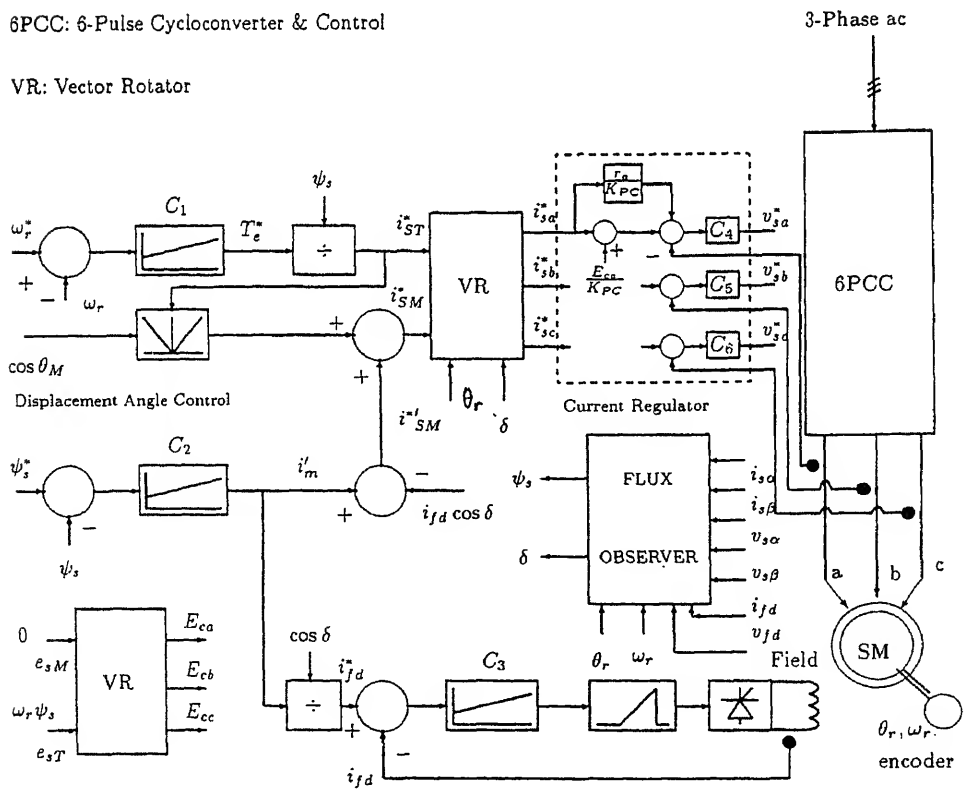 6PCC: 6-Pulse Cycloconverter & Control
3-Phase ac
VR: Vector Rotator
ω*r
+
−
ωr
C1
T*e
ψs
÷
i*ST
i*SM
VR
i*sa
i*sb
i*sc
ra
KPC
Eca
KPC
+
−
C4
C5
C6
v*sa
v*sb
v*sc
6PCC
cos θM
+
+
Displacement Angle Control
θr
δ
Current Regulator
i*'SM
ψ*s
−
ψs
C2
i'm
+
−
ifd cos δ
ψs
δ
FLUX
OBSERVER
isα
isβ
vsα
vsβ
ifd
vfd
θr
ωr
a
b
c
SM
0
esM
ωrψs
esT
VR
Eca
Ecb
Ecc
cos δ
÷
i*fd
+
−
ifd
C3
Field
θr, ωr.
encoder